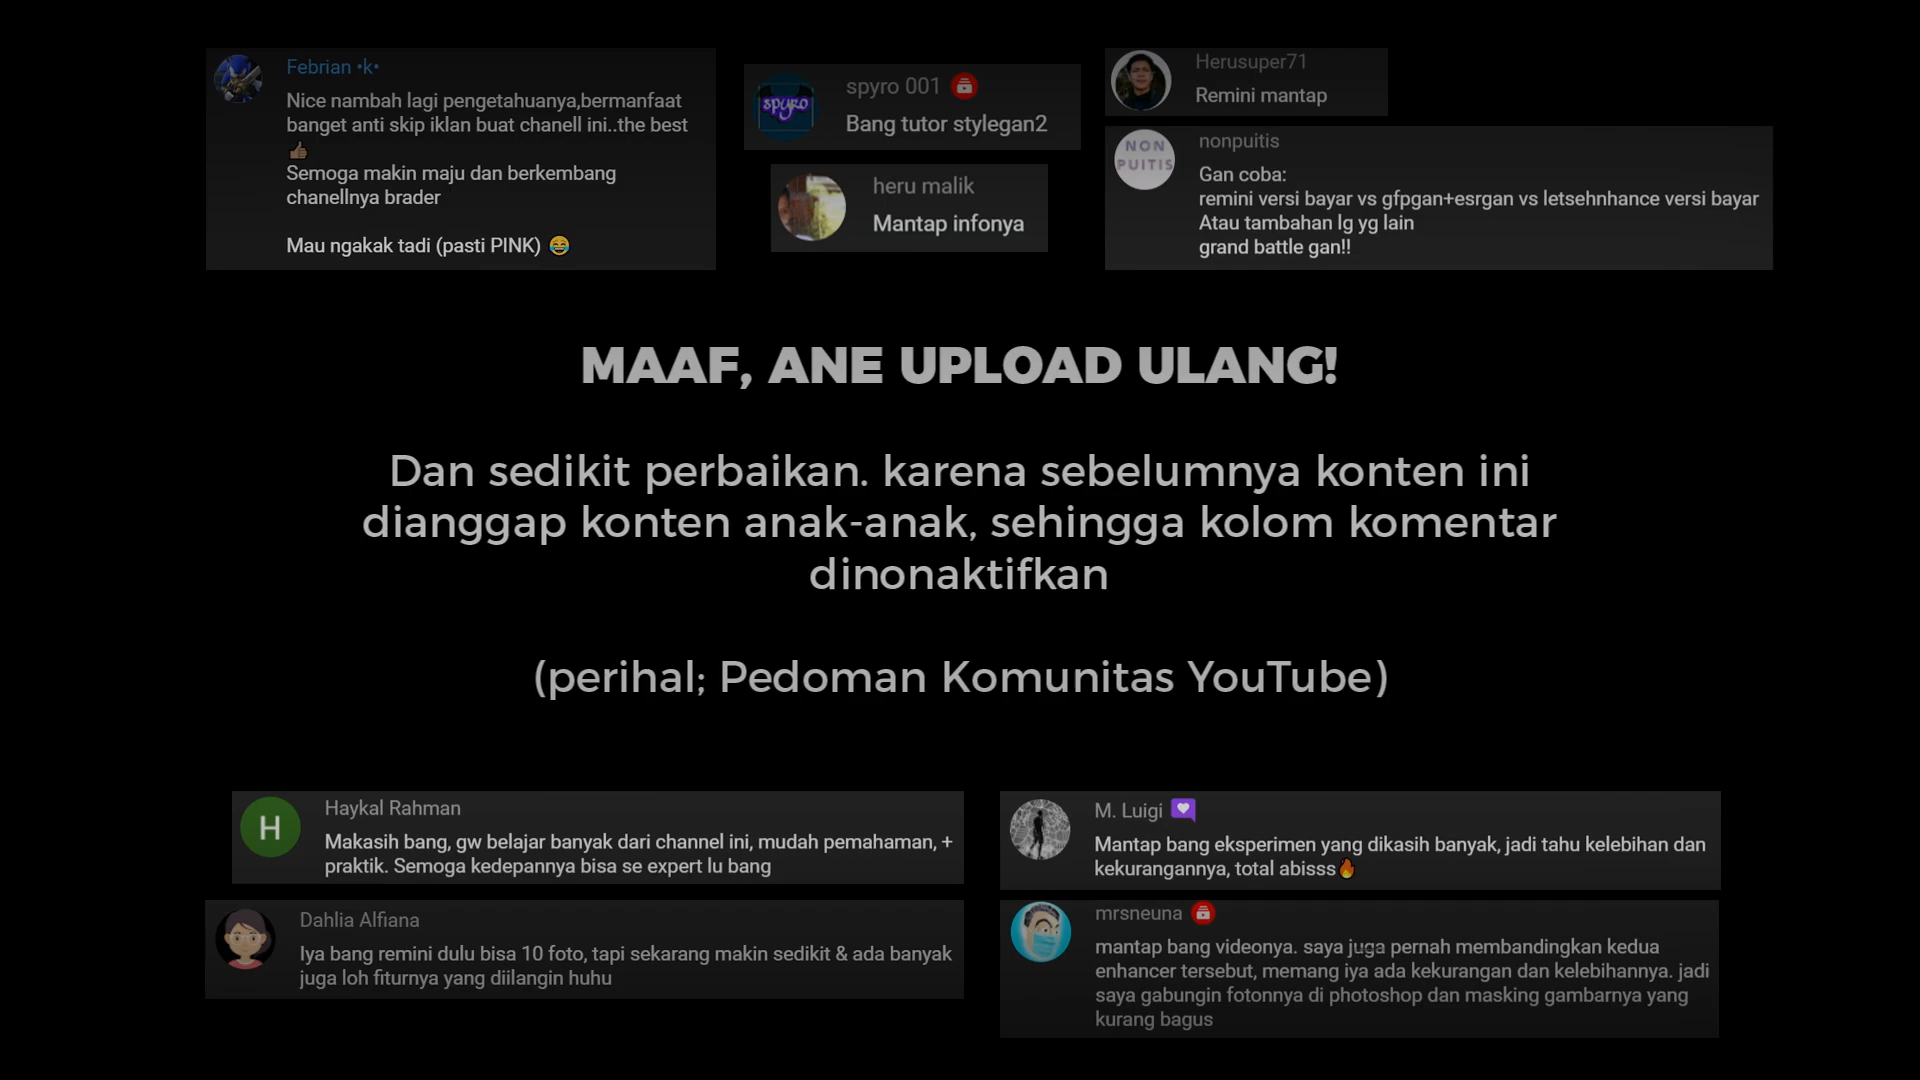 Febrian •k•
Nice nambah lagi pengetahuanya,bermanfaat
banget anti skip iklan buat chanell ini..the best
👍🏽
Semoga makin maju dan berkembang
chanellnya brader
Mau ngakak tadi (pasti PINK) 😂
spyro
spyro 001
Bang tutor stylegan2
heru malik
Mantap infonya
Herusuper71
Remini mantap
NON
PUITIS
nonpuitis
Gan coba:
remini versi bayar vs gfpgan+esrgan vs letsehnhance versi bayar
Atau tambahan lg yg lain
grand battle gan!!
MAAF, ANE UPLOAD ULANG!
Dan sedikit perbaikan. karena sebelumnya konten ini
dianggap konten anak-anak, sehingga kolom komentar
dinonaktifkan
(perihal; Pedoman Komunitas YouTube)
H
Haykal Rahman
Makasih bang, gw belajar banyak dari channel ini, mudah pemahaman, +
praktik. Semoga kedepannya bisa se expert lu bang
Dahlia Alfiana
Iya bang remini dulu bisa 10 foto, tapi sekarang makin sedikit & ada banyak
juga loh fiturnya yang diilangin huhu
M. Luigi
Mantap bang eksperimen yang dikasih banyak, jadi tahu kelebihan dan
kekurangannya, total abisss🔥
mrsneuna
mantap bang videonya. saya juga pernah membandingkan kedua
enhancer tersebut, memang iya ada kekurangan dan kelebihannya. jadi
saya gabungin fotonnya di photoshop dan masking gambarnya yang
kurang bagus